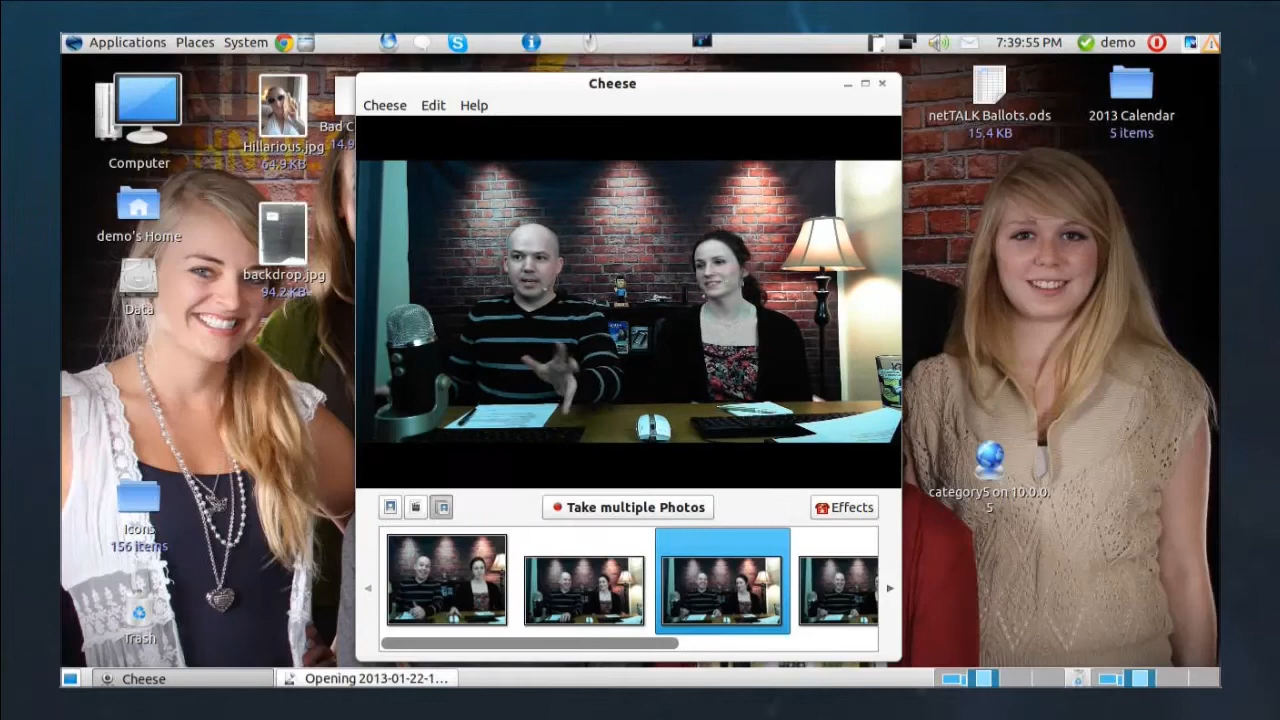 Applications Places System
7:39:55 PM demo
Cheese
Cheese Edit Help
Computer
Hillarious.jpg
64.9 KB
Bad C
14.9
demo's Home
backdrop.jpg
94.2 KB
Data
netTALK Ballots.ods
15.4 KB
2013 Calendar
5 items
category5 on 10.0.0.
5
Icons
156 items
Trash
Take multiple Photos
Effects
Cheese
Opening 2013-01-22-1...